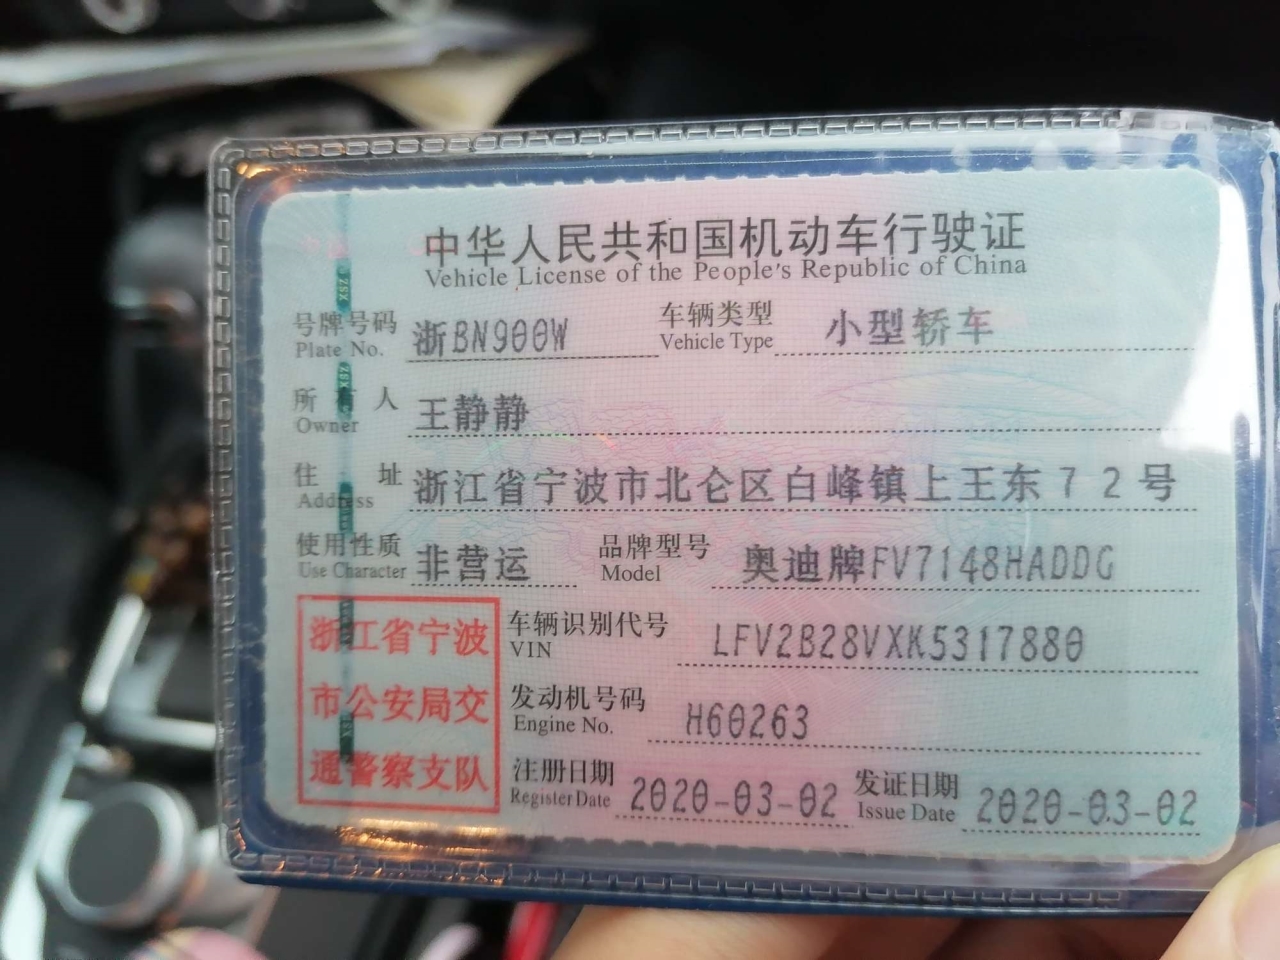 中华人民共和国机动车行驶证
Vehicle License of the People's Republic of China
号牌号码 浙BN900W 车辆类型 小型轿车
Plate No. Vehicle Type
所有人 王静静
Owner
住址 浙江省宁波市北仑区白峰镇上王东72号
Address
使用性质 非营运 品牌型号 奥迪牌FV7148HADDG
Use Character Model
浙江省宁波
市公安局交
通警察支队
车辆识别代号 LFV2B28VXK5317880
VIN
发动机号码 H60263
Engine No.
注册日期 2020-03-02 发证日期 2020-03-02
Register Date Issue Date